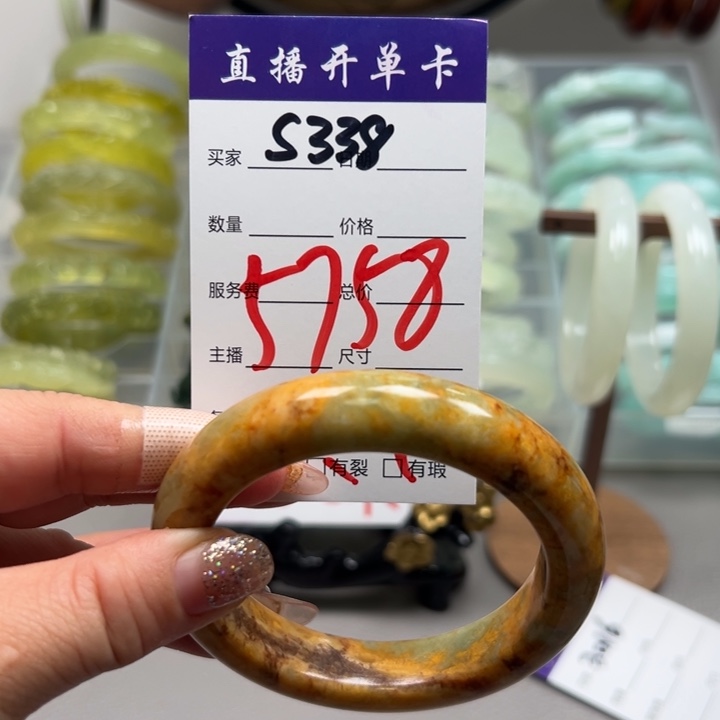 直播开单卡
买家 S338
数量 价格
5758
服务费 总价
主播 尺寸
有裂 有瑕